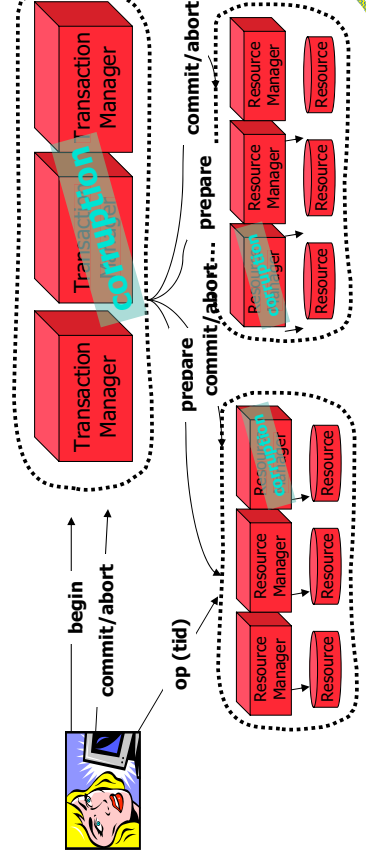 Transaction
Manager
Transaction
Manager
corruption
Transaction
Manager
begin
commit/abort
op (tid)
prepare
commit/abort...
prepare
commit/abort
Resource
Manager
Resource
Manager
Resource
Manager
corruption
Resource
Resource
Resource
Resource
Manager
corruption
Resource
Manager
Resource
Manager
Resource
Resource
Resource